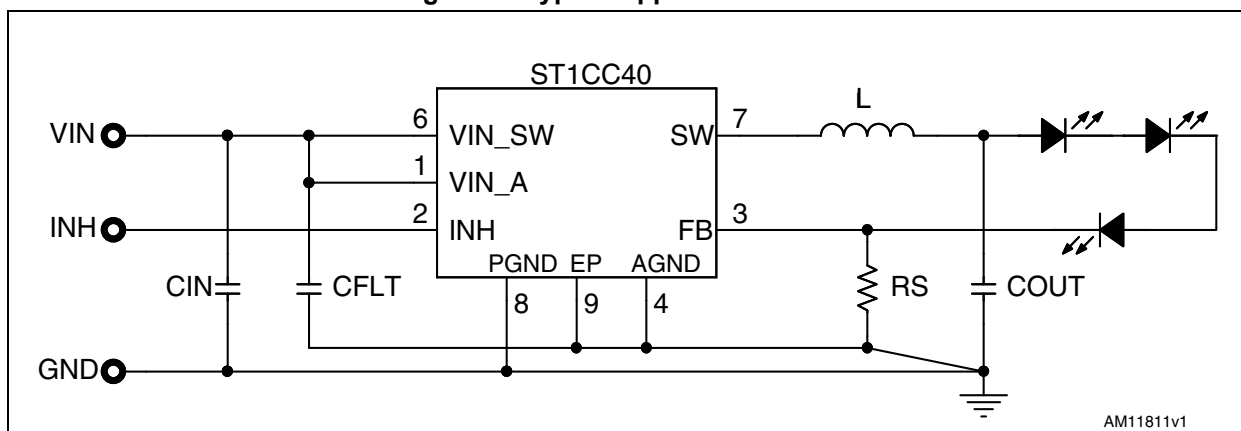 ST1CC40
L
VIN
6
VIN_SW
SW
7
1
VIN_A
INH
2
INH
FB
3
PGND EP AGND
CIN
CFLT
8
9
4
RS
COUT
GND
AM11811v1